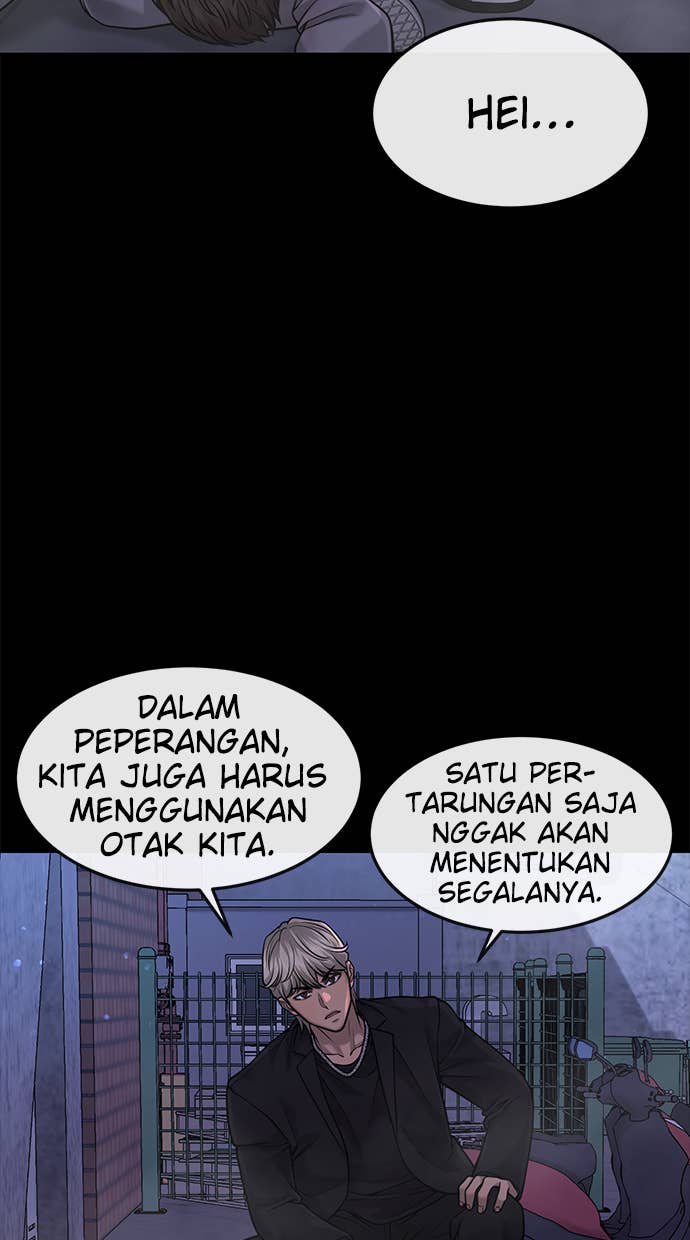 HEI...
DALAM
PEPERANGAN,
KITA JUGA HARUS
MENGGUNAKAN
OTAK KITA.
SATU PER-
TARUNGAN SAJA
NGGAK AKAN
MENENTUKAN
SEGALANYA.